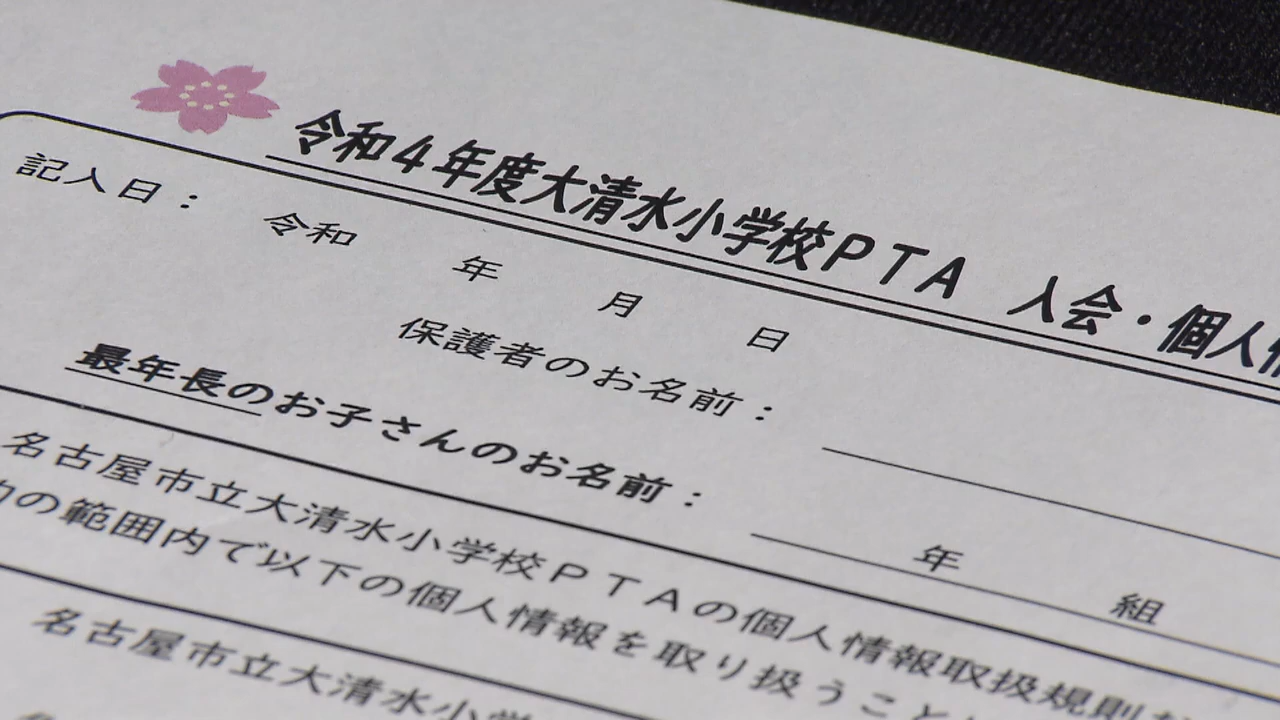 令和４年度大清水小学校ＰＴＡ　入会・個人情
記入日：　令和　　年　　月　　日
保護者のお名前：
最年長のお子さんのお名前：　　年　　組
名古屋市立大清水小学校ＰＴＡの個人情報取扱規則
の範囲内で以下の個人情報を取り扱うこと
名古屋市立大清水小学